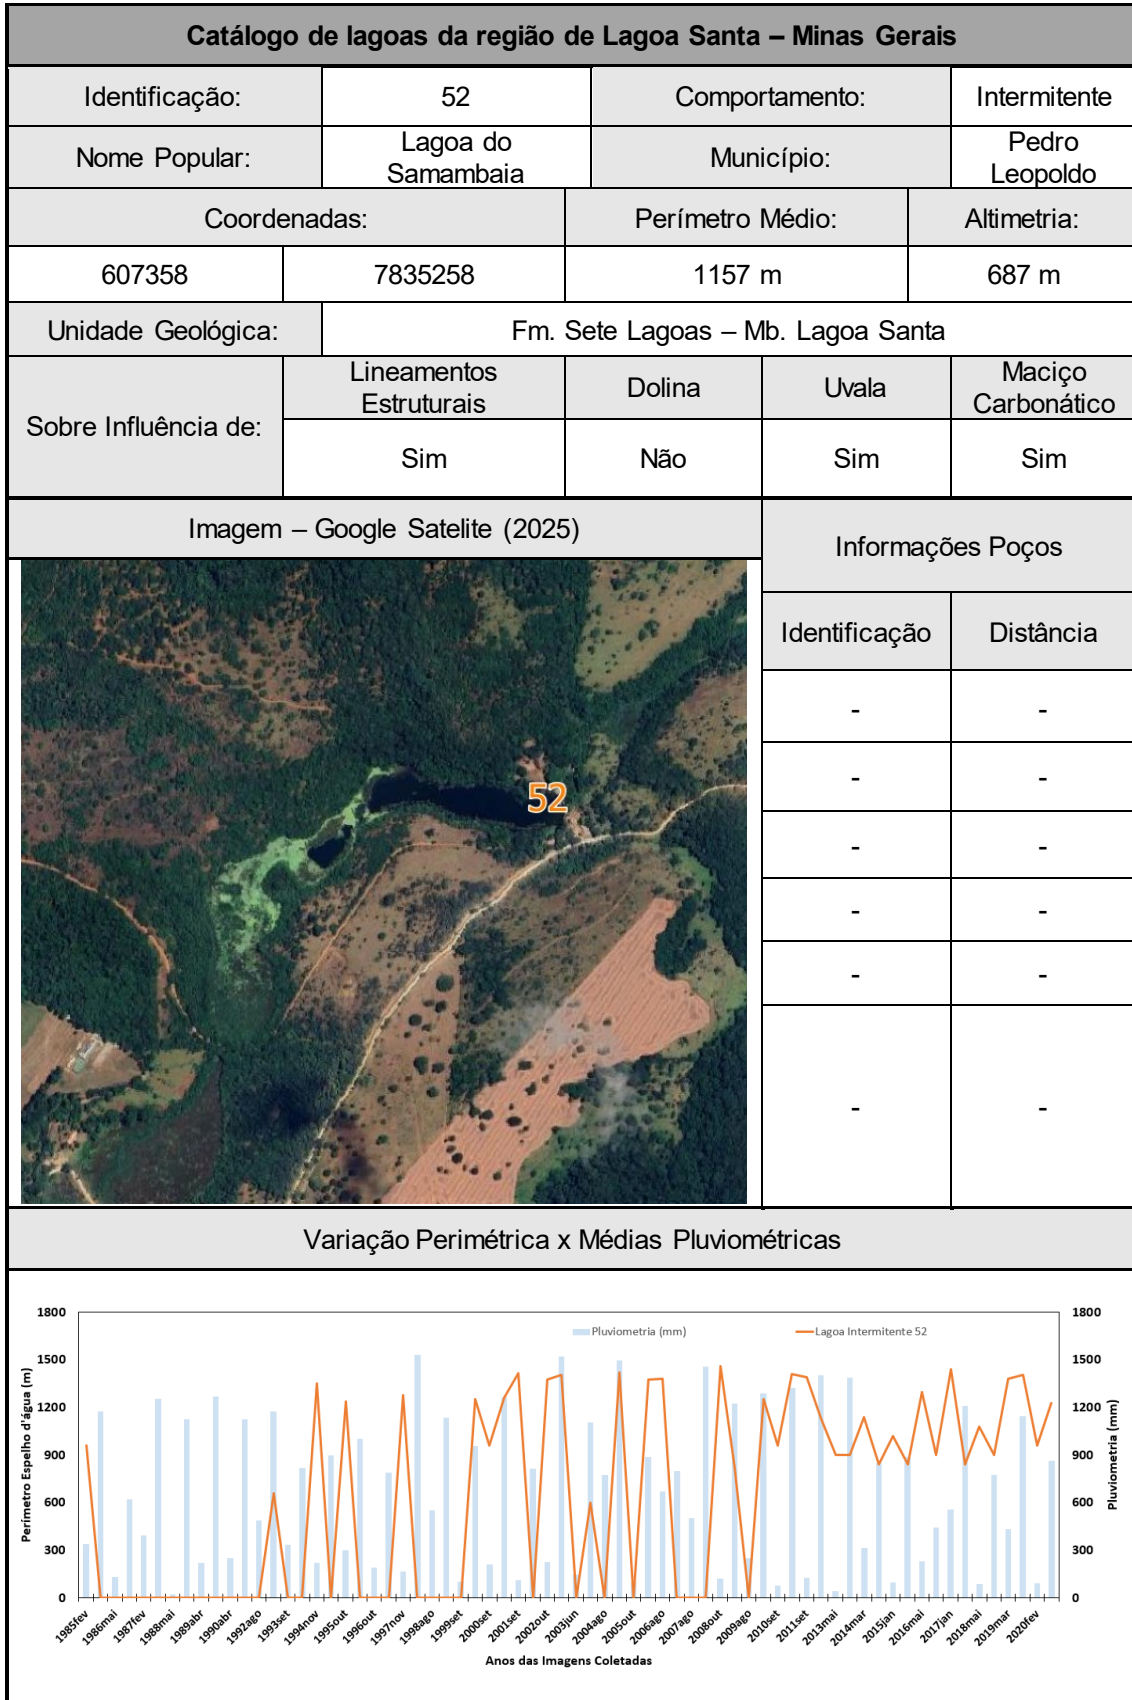 Catálogo de lagoas da região de Lagoa Santa – Minas Gerais
Identificação: 52 Comportamento: Intermitente
Nome Popular: Lagoa do Samambaia Município: Pedro Leopoldo
Coordenadas: Perímetro Médio: Altimetria:
607358 7835258 1157 m 687 m
Unidade Geológica: Fm. Sete Lagoas – Mb. Lagoa Santa
Sobre Influência de: Lineamentos Estruturais Dolina Uvala Maciço Carbonático
Sim Não Sim Sim
Imagem – Google Satelite (2025)
Informações Poços
Identificação Distância
- -
- -
- -
- -
- -
- -
52
Variação Perimétrica x Médias Pluviométricas
Pluviometria (mm) Lagoa Intermitente 52
Perímetro Espelho d'água (m)
1800
1500
1200
900
600
300
0
1800
1500
1200
900
600
300
0
Pluviometria (mm)
1985fev 1986mai 1987fev 1988mai 1989abr 1990abr 1992ago 1993set 1994nov 1995out 1996out 1997nov 1998ago 1999set 2000set 2001set 2002out 2003jun 2004ago 2005out 2006ago 2007ago 2008out 2009ago 2010set 2011set 2013mai 2014mar 2015jan 2016mai 2017jan 2018mai 2019mar 2020fev
Anos das Imagens Coletadas